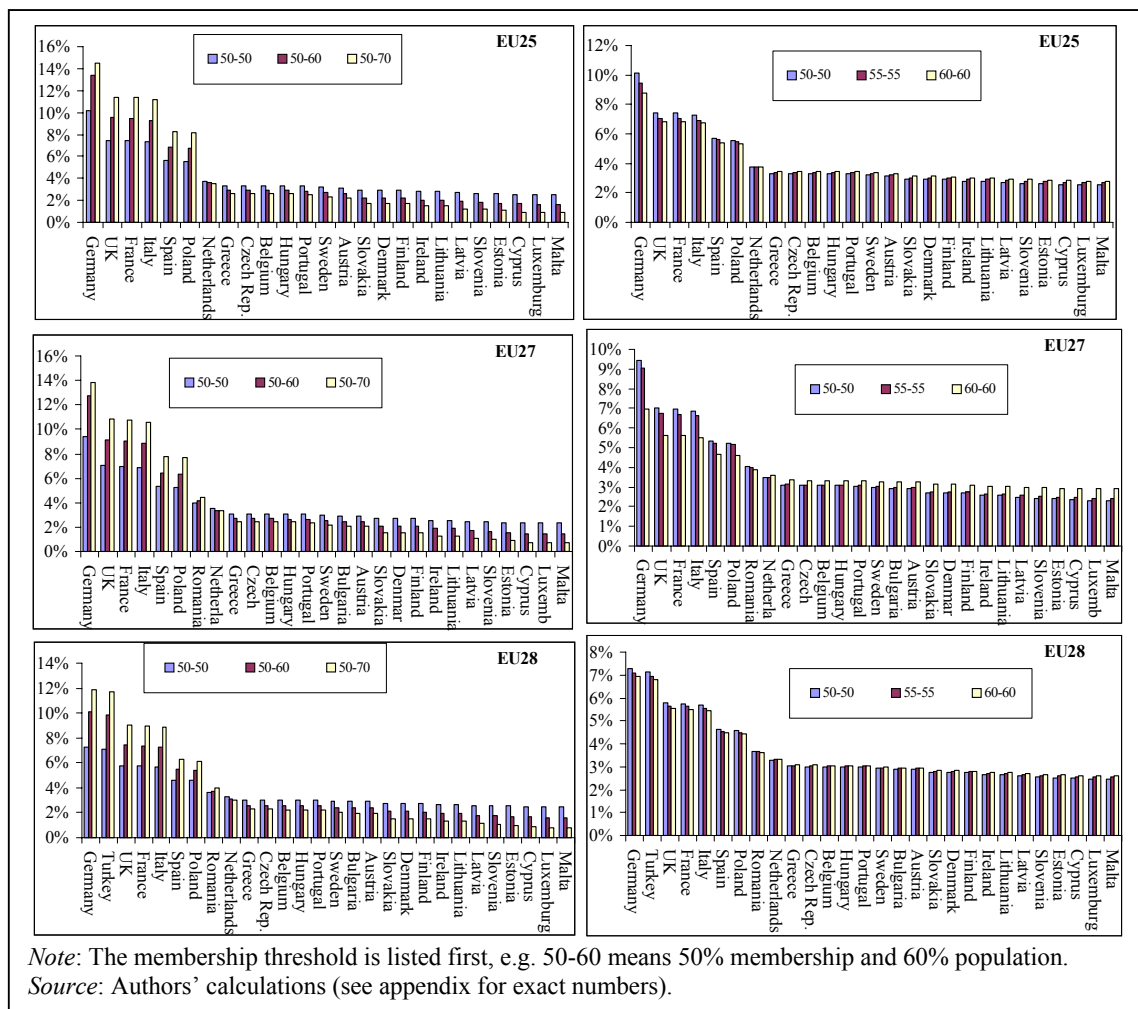 EU25
50-50 50-60 50-70
16%
14%
12%
10%
8%
6%
4%
2%
0%
Germany
UK
France
Italy
Spain
Poland
Netherlands
Greece
Czech Rep.
Belgium
Hungary
Portugal
Sweden
Austria
Slovakia
Denmark
Finland
Ireland
Lithuania
Latvia
Slovenia
Estonia
Cyprus
Luxemburg
Malta
EU25
50-50 55-55 60-60
12%
10%
8%
6%
4%
2%
0%
Germany
UK
France
Italy
Spain
Poland
Netherlands
Greece
Czech Rep.
Belgium
Hungary
Portugal
Sweden
Austria
Slovakia
Denmark
Finland
Ireland
Lithuania
Latvia
Slovenia
Estonia
Cyprus
Luxemburg
Malta
EU27
50-50 50-60 50-70
16%
14%
12%
10%
8%
6%
4%
2%
0%
Germany
UK
France
Italy
Spain
Poland
Romania
Netherla
Greece
Czech
Belgium
Hungary
Portugal
Sweden
Bulgaria
Austria
Slovakia
Denmar
Finland
Ireland
Lithuania
Latvia
Slovenia
Estonia
Cyprus
Luxemb
Malta
EU27
50-50 55-55 60-60
10%
9%
8%
7%
6%
5%
4%
3%
2%
1%
0%
Germany
UK
France
Italy
Spain
Poland
Romania
Netherla
Greece
Czech
Belgium
Hungary
Portugal
Sweden
Bulgaria
Austria
Slovakia
Denmar
Finland
Ireland
Lithuania
Latvia
Slovenia
Estonia
Cyprus
Luxemb
Malta
EU28
50-50 50-60 50-70
14%
12%
10%
8%
6%
4%
2%
0%
Germany
Turkey
UK
France
Italy
Spain
Poland
Romania
Netherlands
Greece
Czech Rep.
Belgium
Hungary
Portugal
Sweden
Bulgaria
Austria
Slovakia
Denmark
Finland
Ireland
Lithuania
Latvia
Slovenia
Estonia
Cyprus
Luxemburg
Malta
EU28
50-50 55-55 60-60
8%
7%
6%
5%
4%
3%
2%
1%
0%
Germany
Turkey
UK
France
Italy
Spain
Poland
Romania
Netherlands
Greece
Czech Rep.
Belgium
Hungary
Portugal
Sweden
Bulgaria
Austria
Slovakia
Denmark
Finland
Ireland
Lithuania
Latvia
Slovenia
Estonia
Cyprus
Luxemburg
Malta
Note: The membership threshold is listed first, e.g. 50-60 means 50% membership and 60% population.
Source: Authors’ calculations (see appendix for exact numbers).